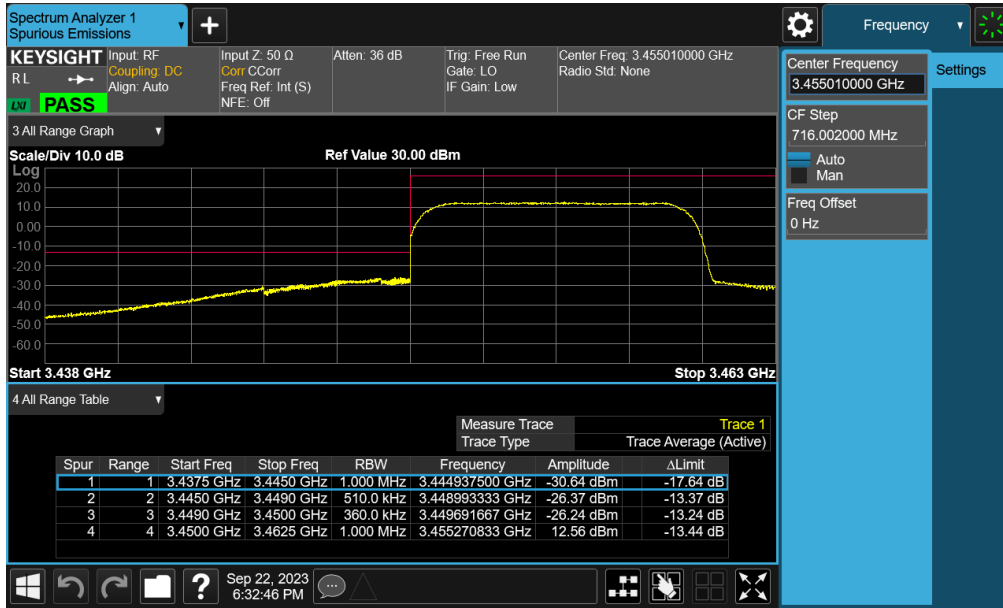 Spectrum Analyzer 1
Spurious Emissions
+
Frequency
KEYSIGHT
RL
LXI
PASS
Input: RF
Coupling: DC
Align: Auto
Input Z: 50 Ω
Corr CCorr
Freq Ref: Int (S)
NFE: Off
Atten: 36 dB
Trig: Free Run
Gate: LO
IF Gain: Low
Center Freq: 3.455010000 GHz
Radio Std: None
Center Frequency
3.455010000 GHz
Settings
CF Step
716.002000 MHz
Auto
Man
Freq Offset
0 Hz
3 All Range Graph
Scale/Div 10.0 dB
Ref Value 30.00 dBm
Log
20.0
10.0
0.00
-10.0
-20.0
-30.0
-40.0
-50.0
-60.0
Start 3.438 GHz
Stop 3.463 GHz
4 All Range Table
Measure Trace Trace 1
Trace Type Trace Average (Active)
Spur Range Start Freq Stop Freq RBW Frequency Amplitude ΔLimit
1 1 3.4375 GHz 3.4450 GHz 1.000 MHz 3.444937500 GHz -30.64 dBm -17.64 dB
2 2 3.4450 GHz 3.4490 GHz 510.0 kHz 3.448993333 GHz -26.37 dBm -13.37 dB
3 3 3.4490 GHz 3.4500 GHz 360.0 kHz 3.449691667 GHz -26.24 dBm -13.24 dB
4 4 3.4500 GHz 3.4625 GHz 1.000 MHz 3.455270833 GHz 12.56 dBm -13.44 dB
?
Sep 22, 2023
6:32:46 PM